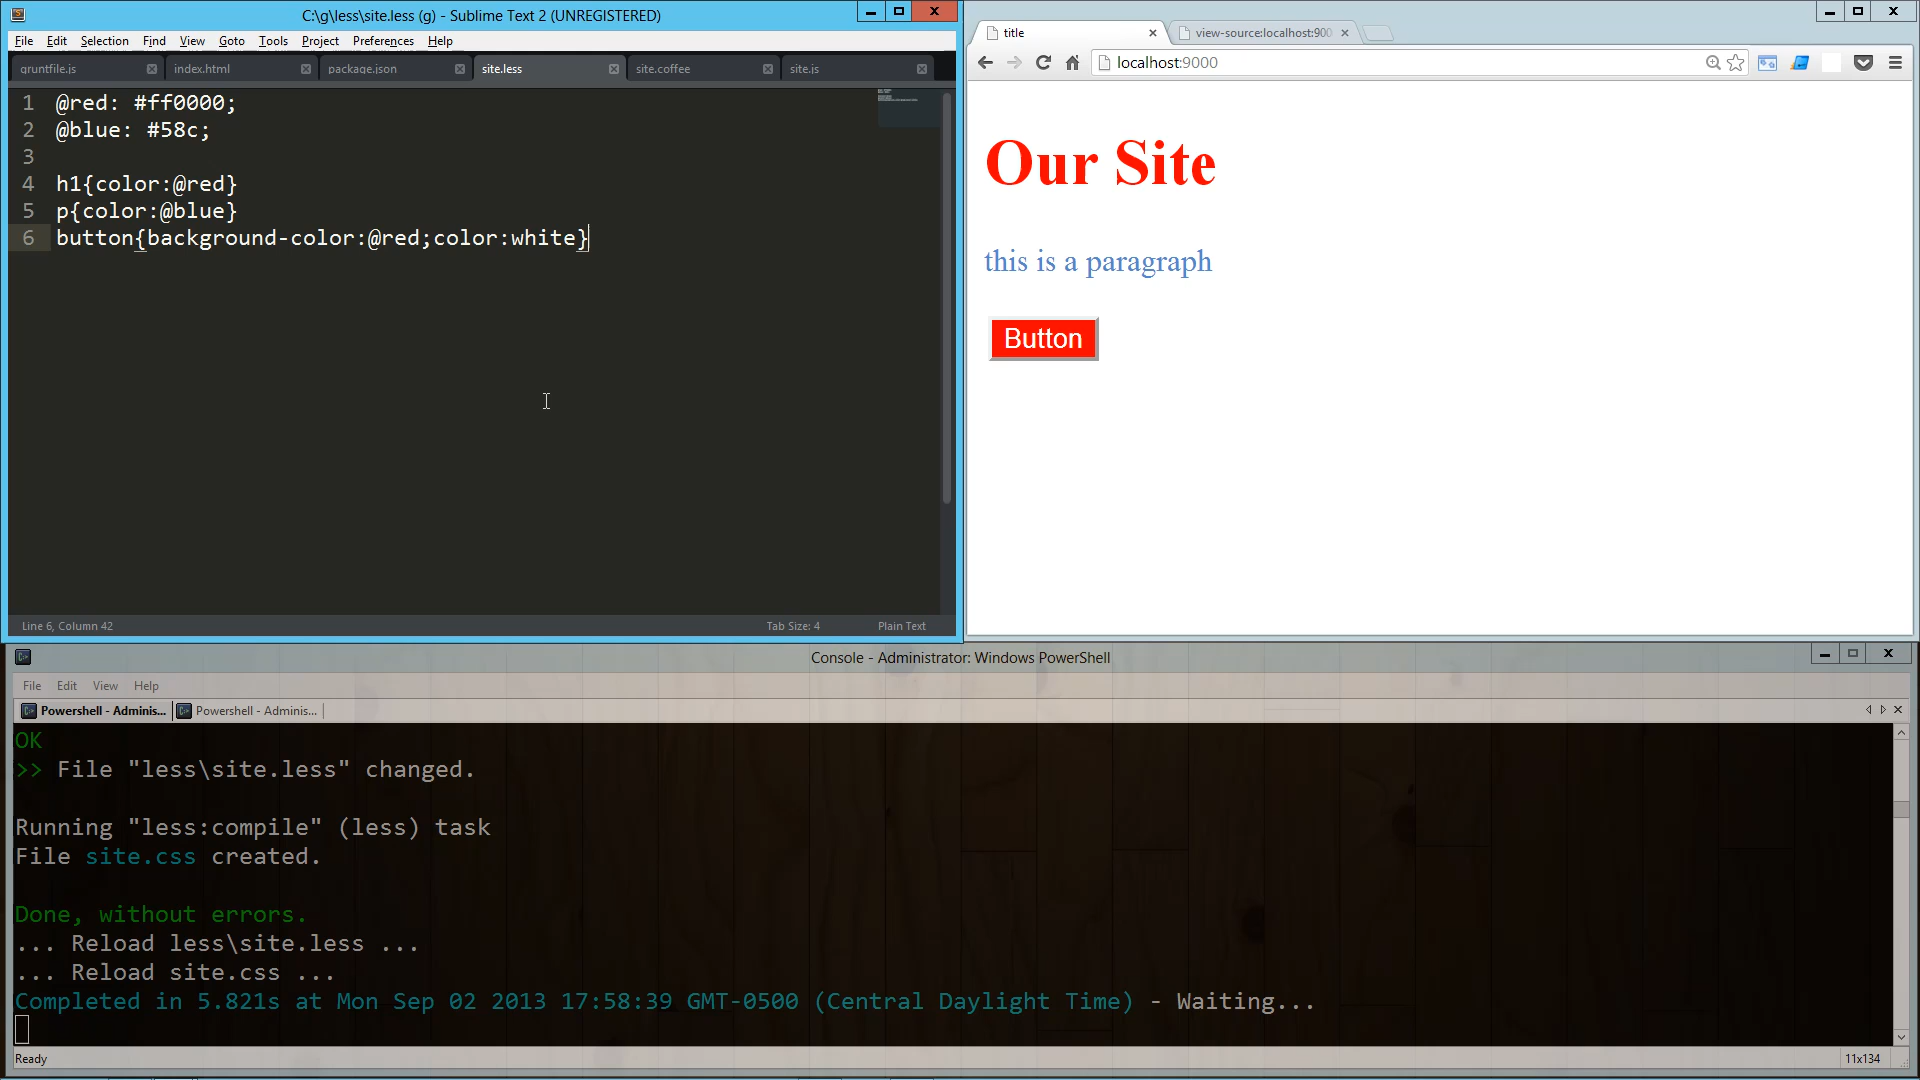 C:\g\less\site.less (g) - Sublime Text 2 (UNREGISTERED)
File Edit Selection Find View Goto Tools Project Preferences Help
gruntfile.js index.html package.json site.less site.coffee site.js
1 @red: #ff0000;
2 @blue: #58c;
3
4 h1{color:@red}
5 p{color:@blue}
6 button{background-color:@red;color:white}
Line 6, Column 42 Tab Size: 4 Plain Text
title view-source:localhost:900
localhost:9000
Our Site
this is a paragraph
Button
Console - Administrator: Windows PowerShell
File Edit View Help
Powershell - Adminis... Powershell - Adminis...
OK
>> File "less\site.less" changed.
Running "less:compile" (less) task
File site.css created.
Done, without errors.
... Reload less\site.less ...
... Reload site.css ...
Completed in 5.821s at Mon Sep 02 2013 17:58:39 GMT-0500 (Central Daylight Time) - Waiting...
Ready 11x134